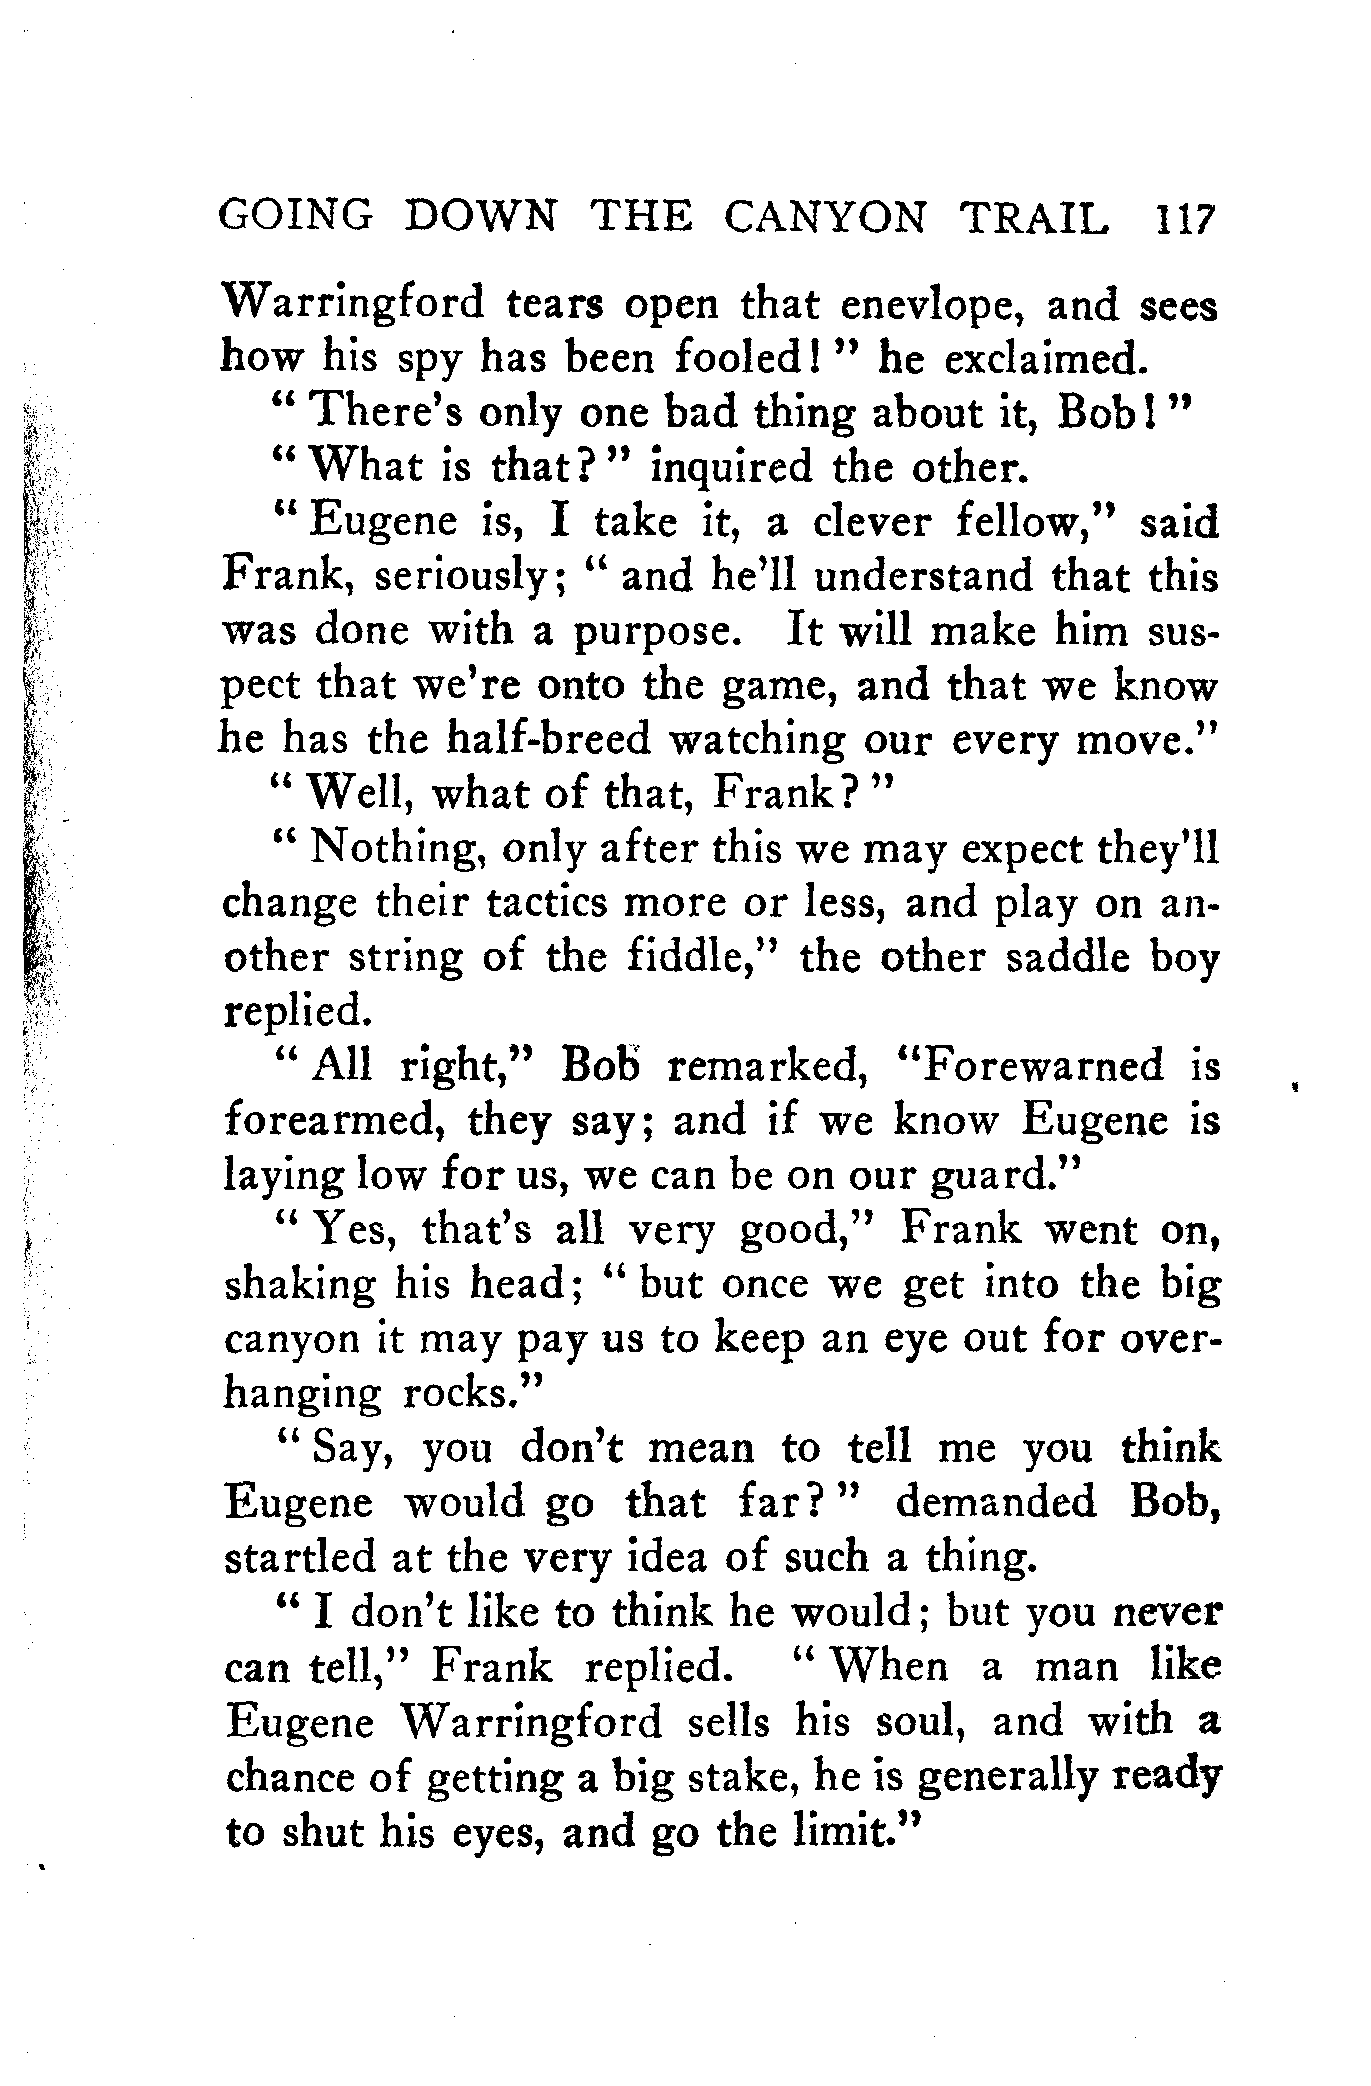 GOING DOWN THE CANYON TRAIL 117
Warringford tears open that enevlope, and sees
how his spy has been fooled! " he exclaimed.
" There's only one bad thing about it, Bob! "
" What is that? " inquired the other.
" Eugene is, I take it, a clever fellow," said
Frank, seriously; " and he'll understand that this
was done with a purpose. It will make him sus-
pect that we're onto the game, and that we know
he has the half-breed watching our every move."
" Well, what of that, Frank? "
" Nothing, only after this we may expect they'll
change their tactics more or less, and play on an-
other string of the fiddle," the other saddle boy
replied.
" All right," Bob remarked, "Forewarned is
forearmed, they say; and if we know Eugene is
laying low for us, we can be on our guard."
" Yes, that's all very good," Frank went on,
shaking his head; " but once we get into the big
canyon it may pay us to keep an eye out for over-
hanging rocks."
" Say, you don't mean to tell me you think
Eugene would go that far? " demanded Bob,
startled at the very idea of such a thing.
" I don't like to think he would; but you never
can tell," Frank replied. " When a man like
Eugene Warringford sells his soul, and with a
chance of getting a big stake, he is generally ready
to shut his eyes, and go the limit."